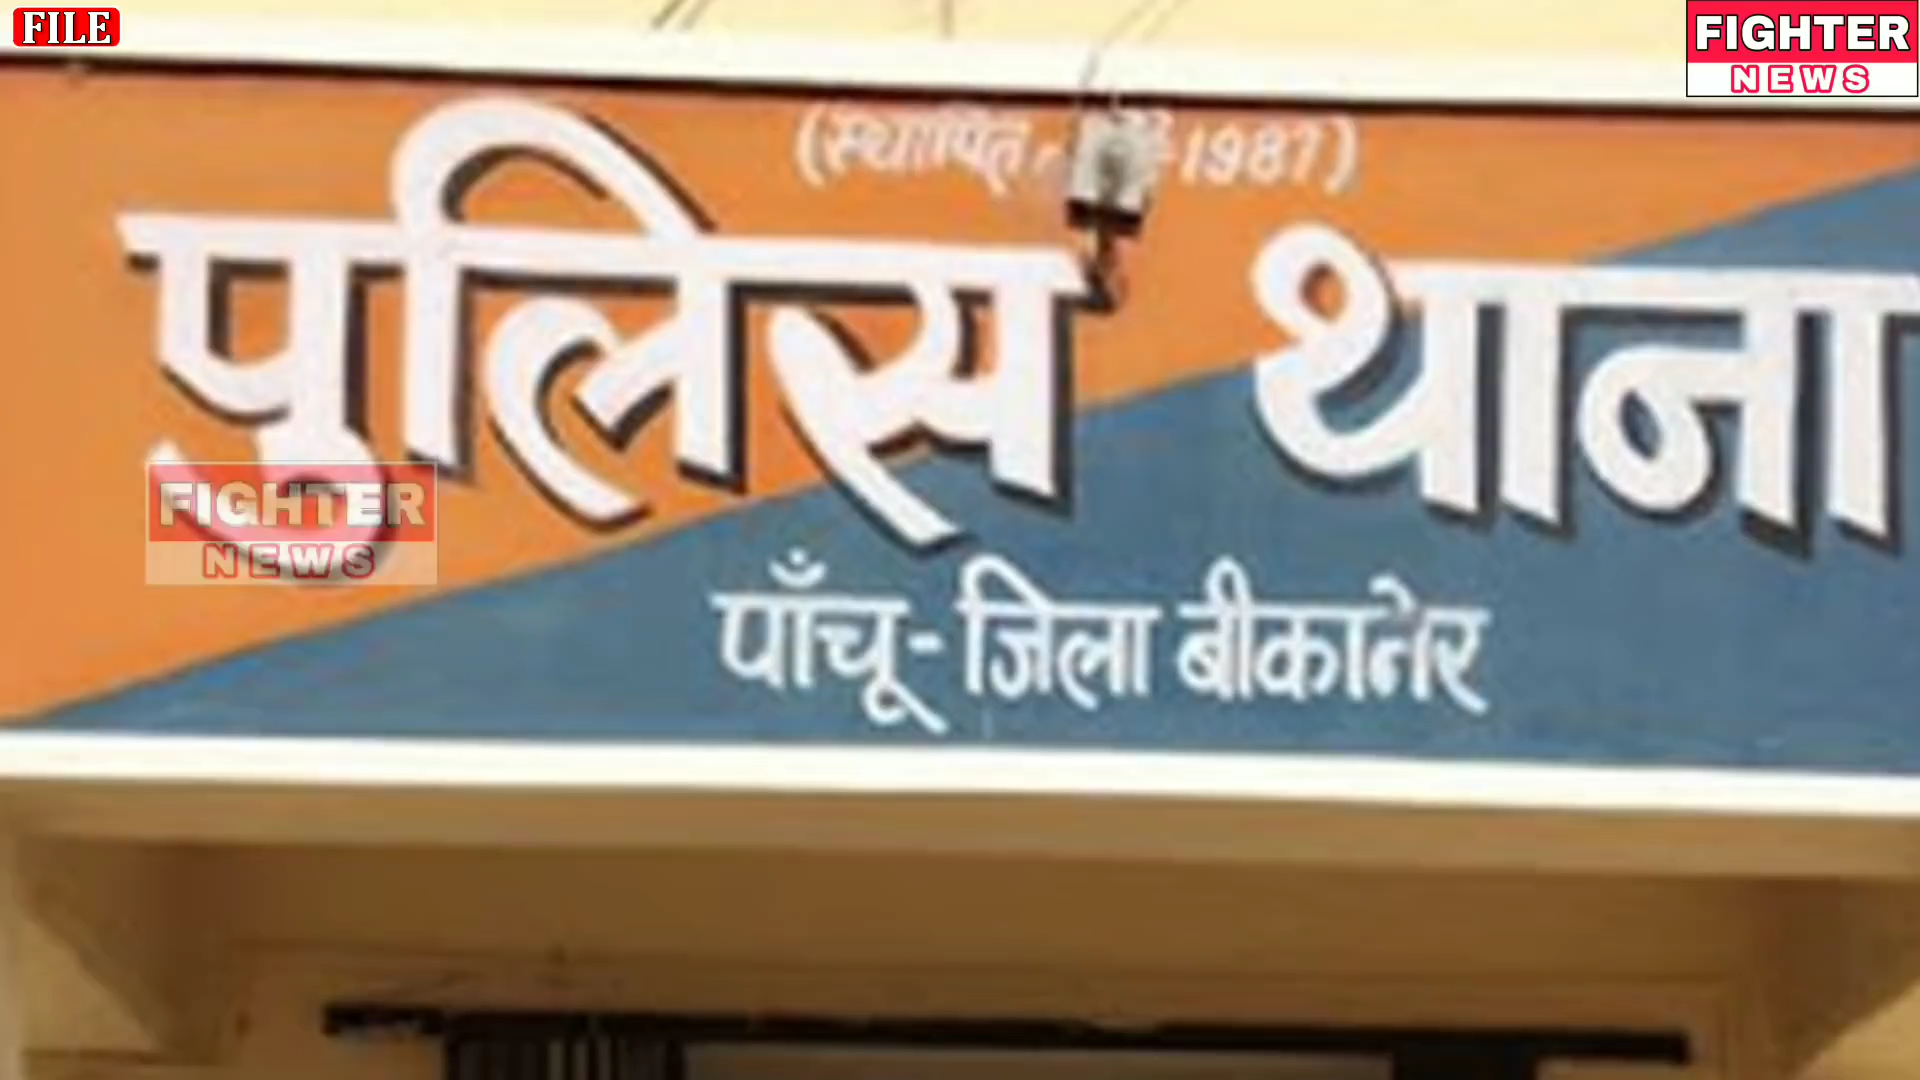 FILE
FIGHTER
NEWS
(स्थापित -1987)
पुलिस थाना
FIGHTER
NEWS
पाँचू-जिला बीकानेर